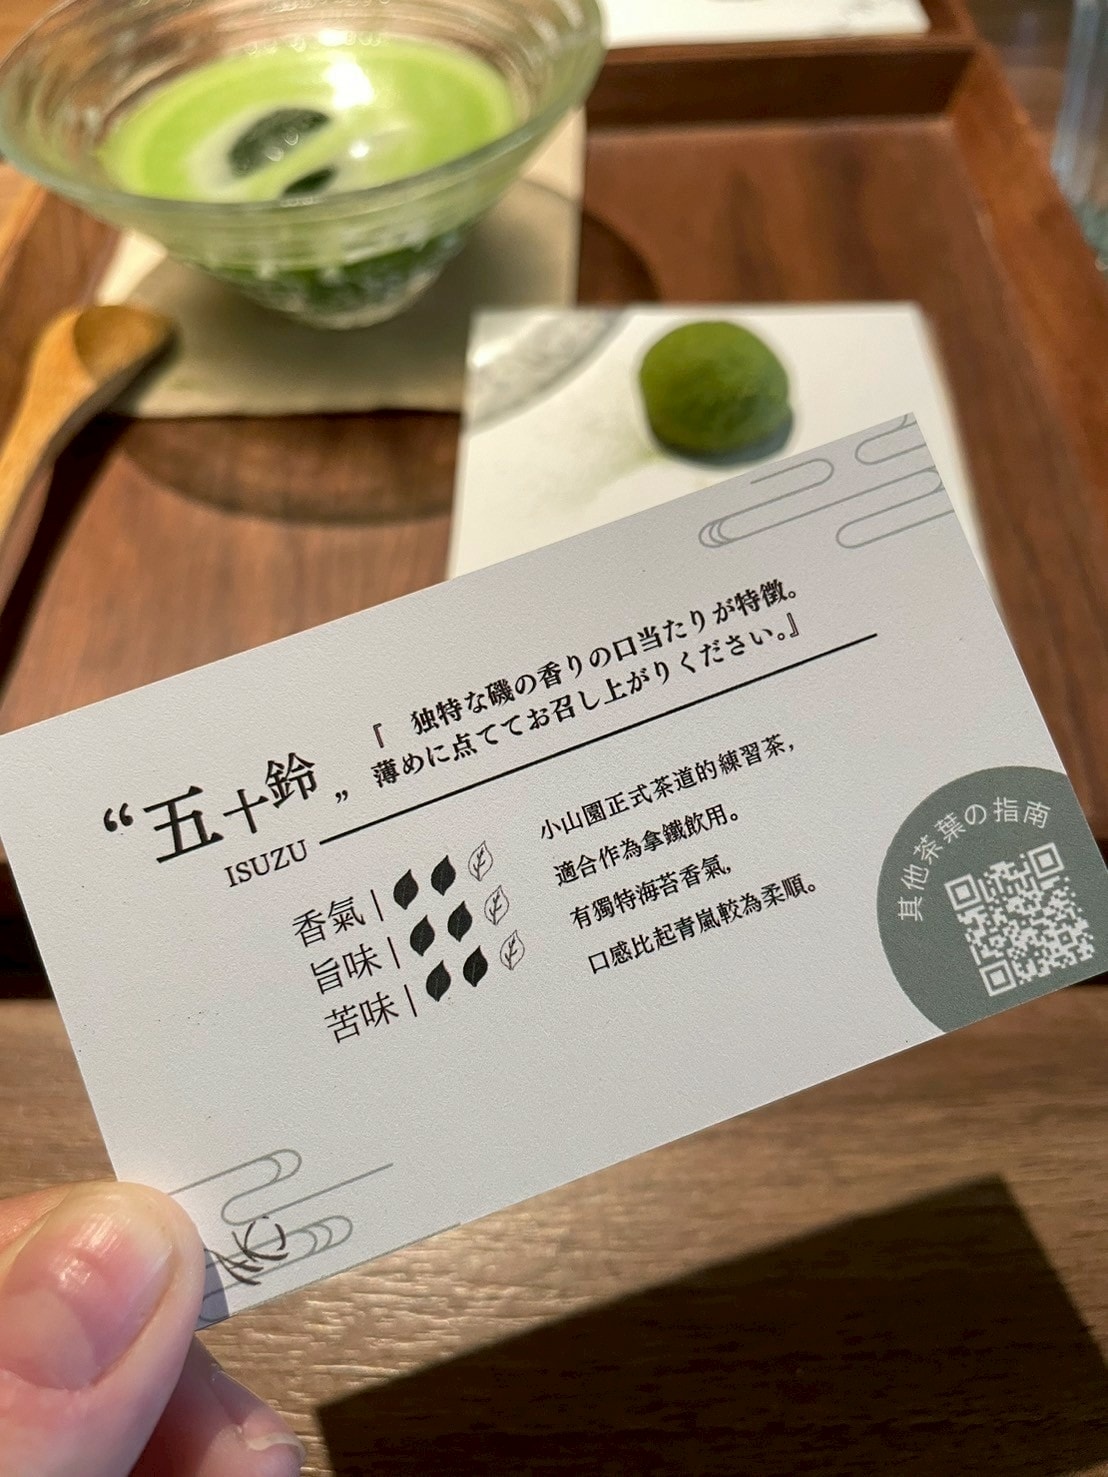 “五十鈴”
ISUZU
『 独特な磯の香りの口当たりが特徴。
薄めに点ててお召し上がりください。』
香氣 |
旨味 |
苦味 |
小山園正式茶道的練習茶，
適合作為拿鐵飲用。
有獨特海苔香氣，
口感比起青嵐較為柔順。
其他茶葉の指南